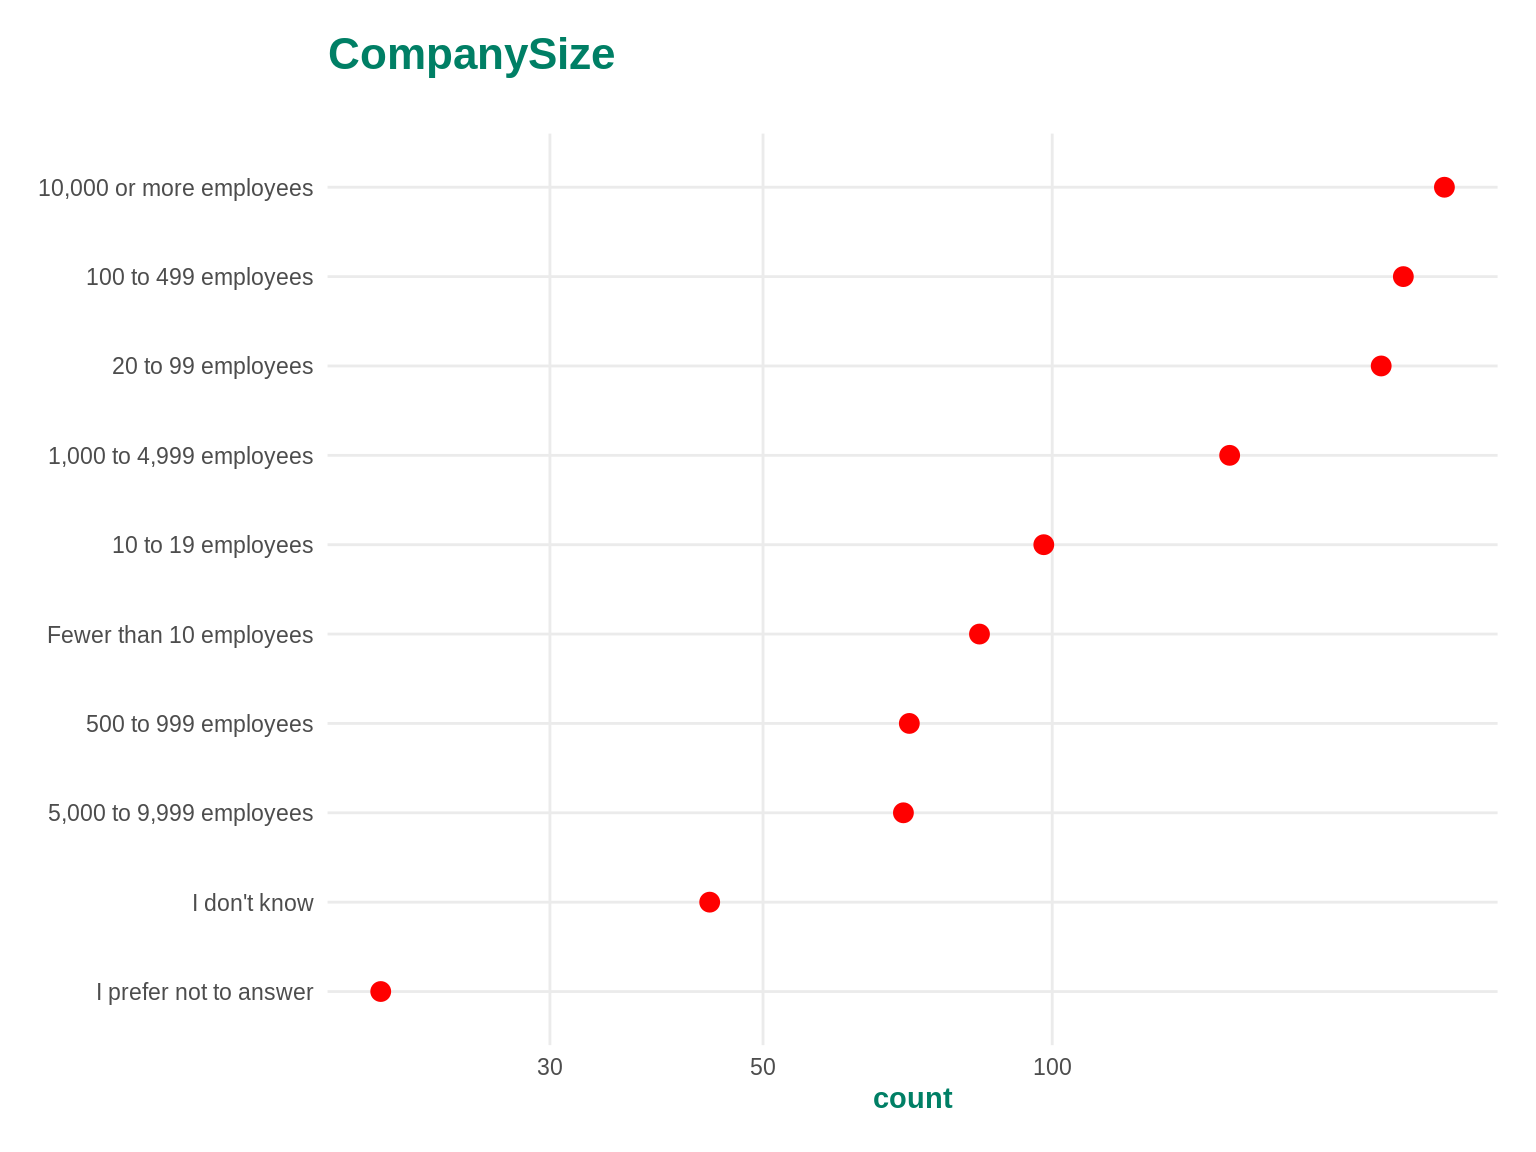 CompanySize
10,000 or more employees
100 to 499 employees
20 to 99 employees
1,000 to 4,999 employees
10 to 19 employees
Fewer than 10 employees
500 to 999 employees
5,000 to 9,999 employees
I don't know
I prefer not to answer
30 50 100
count